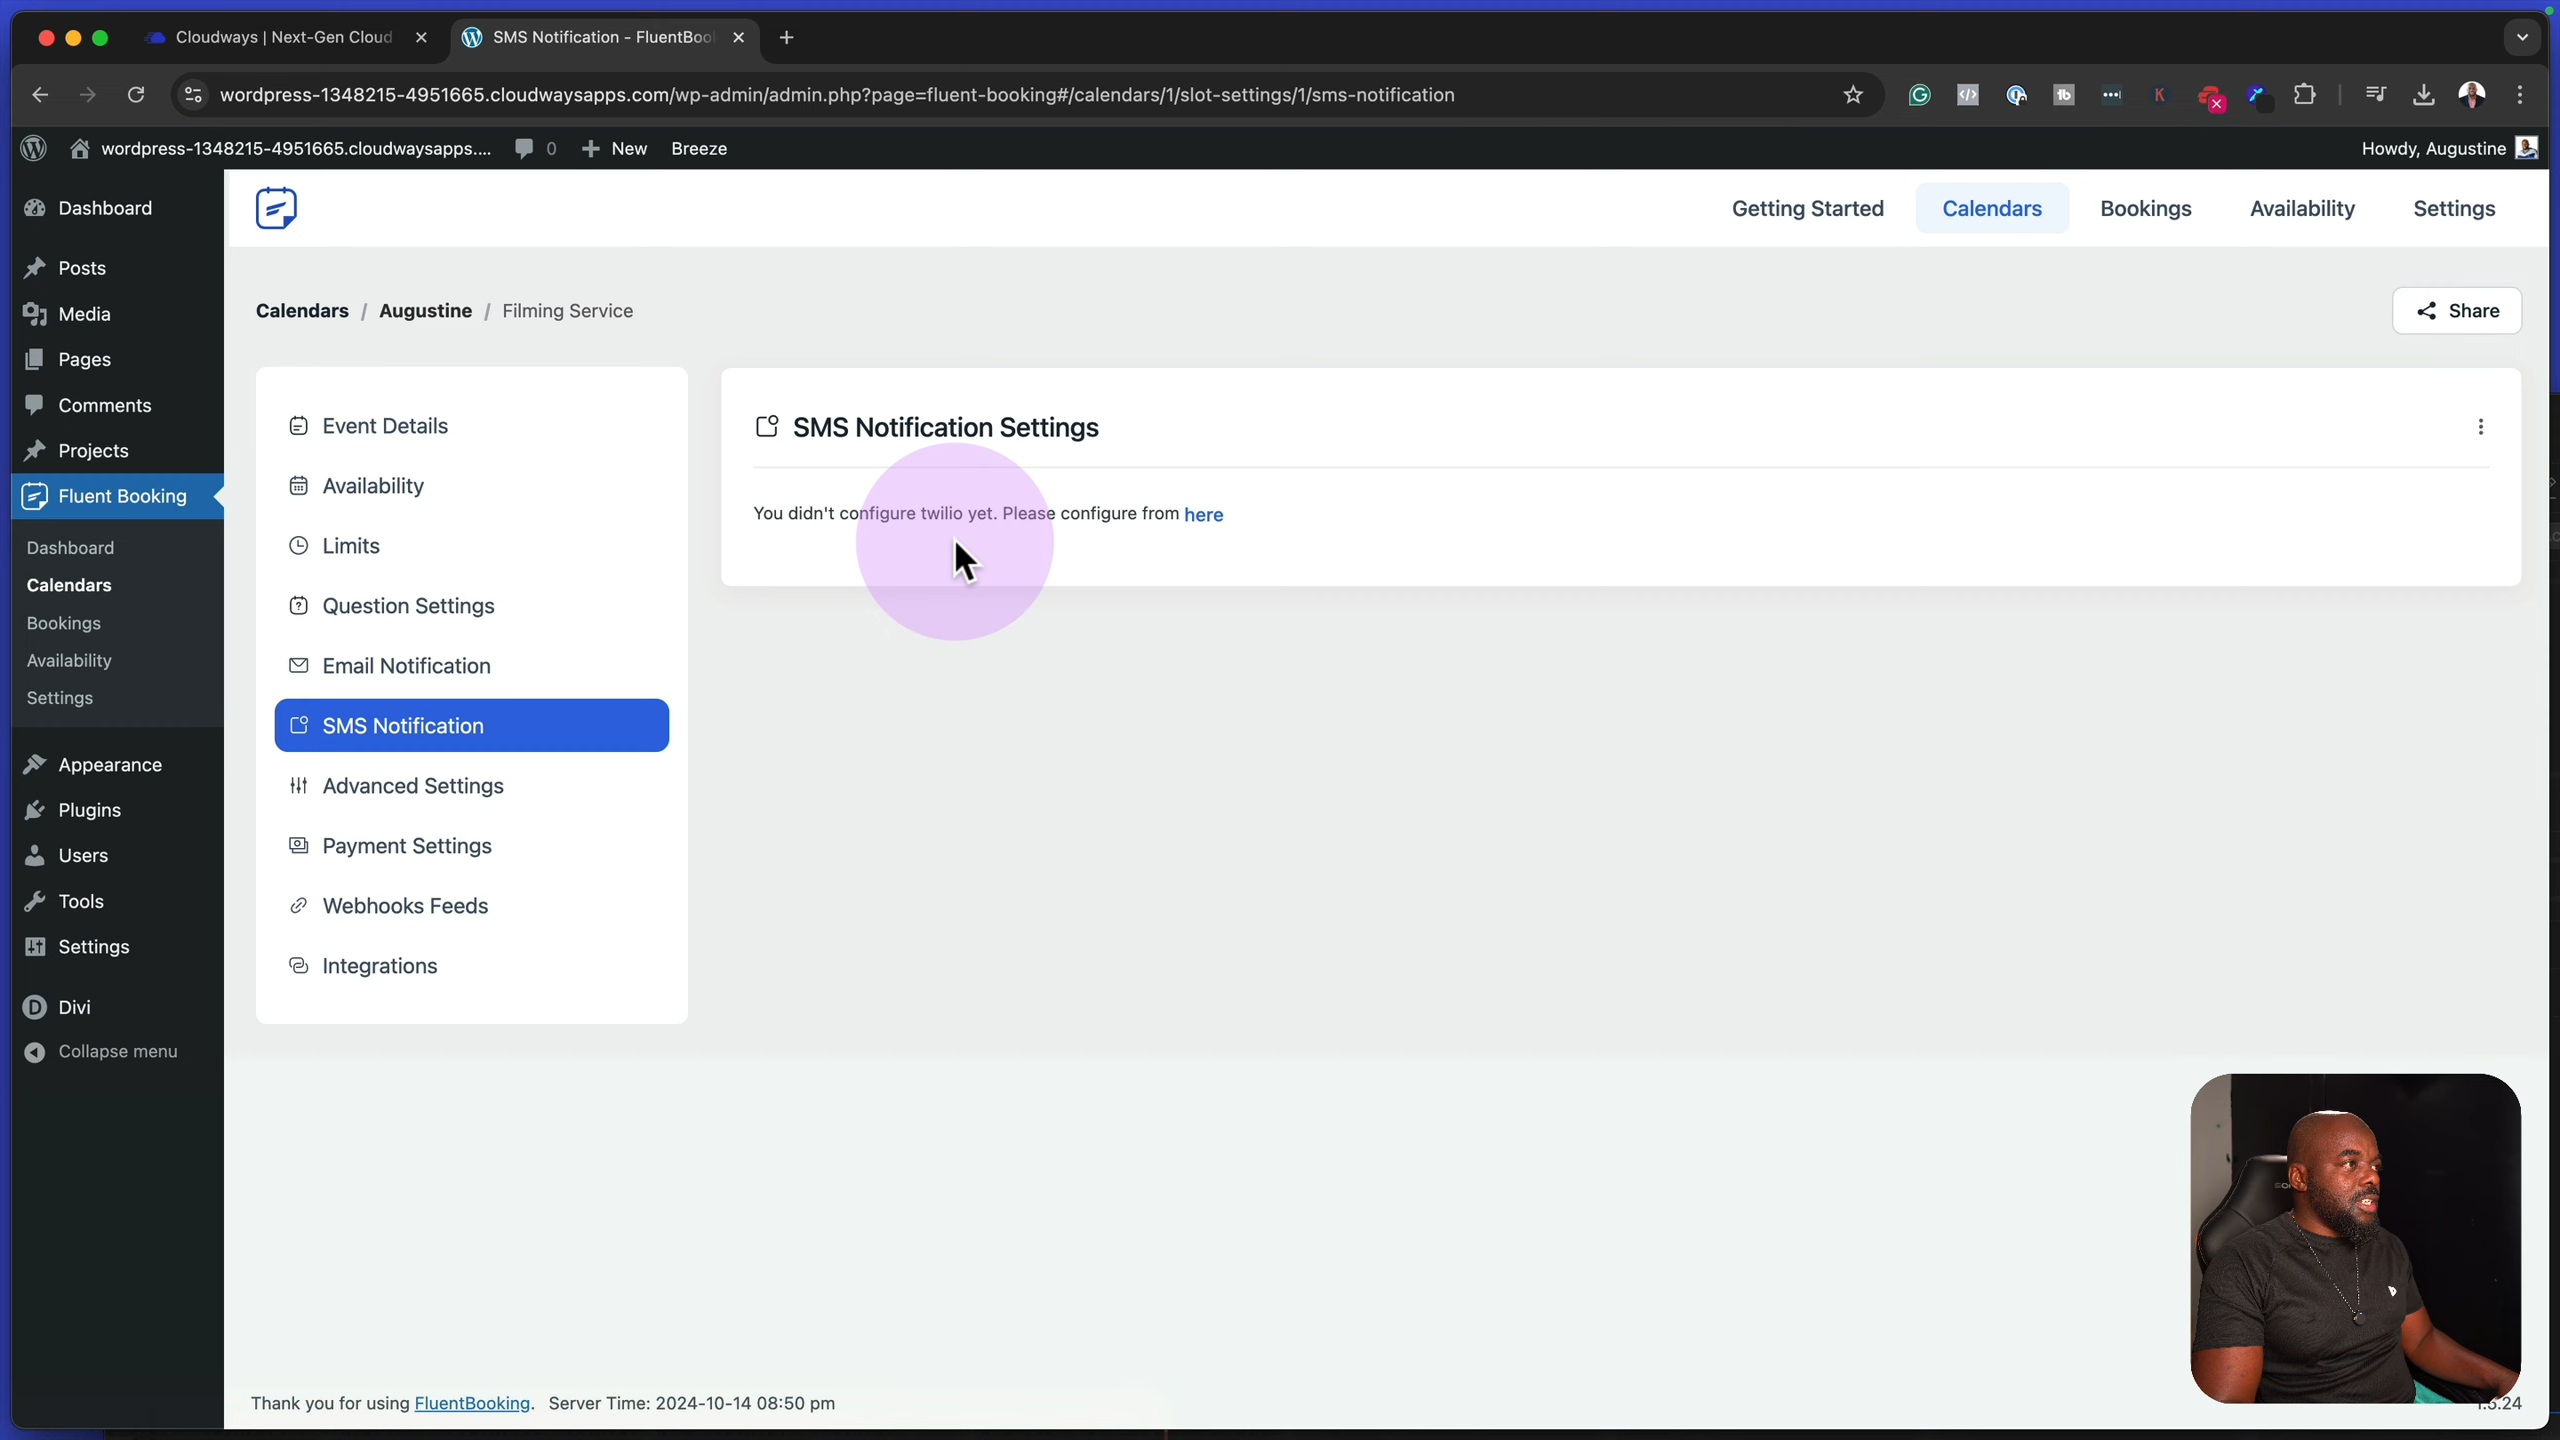 Cloudways | Next-Gen Cloud
SMS Notification - FluentBoo
wordpress-1348215-4951665.cloudwaysapps.com/wp-admin/admin.php?page=fluent-booking#/calendars/1/slot-settings/1/sms-notification
wordpress-1348215-4951665.cloudwaysapps....
0
New
Breeze
Howdy, Augustine
Dashboard
Posts
Media
Pages
Comments
Projects
Fluent Booking
Dashboard
Calendars
Bookings
Availability
Settings
Appearance
Plugins
Users
Tools
Settings
Divi
Collapse menu
Getting Started
Calendars
Bookings
Availability
Settings
Calendars / Augustine / Filming Service
Share
Event Details
Availability
Limits
Question Settings
Email Notification
SMS Notification
Advanced Settings
Payment Settings
Webhooks Feeds
Integrations
SMS Notification Settings
You didn't configure twilio yet. Please configure from here
Thank you for using FluentBooking. Server Time: 2024-10-14 08:50 pm